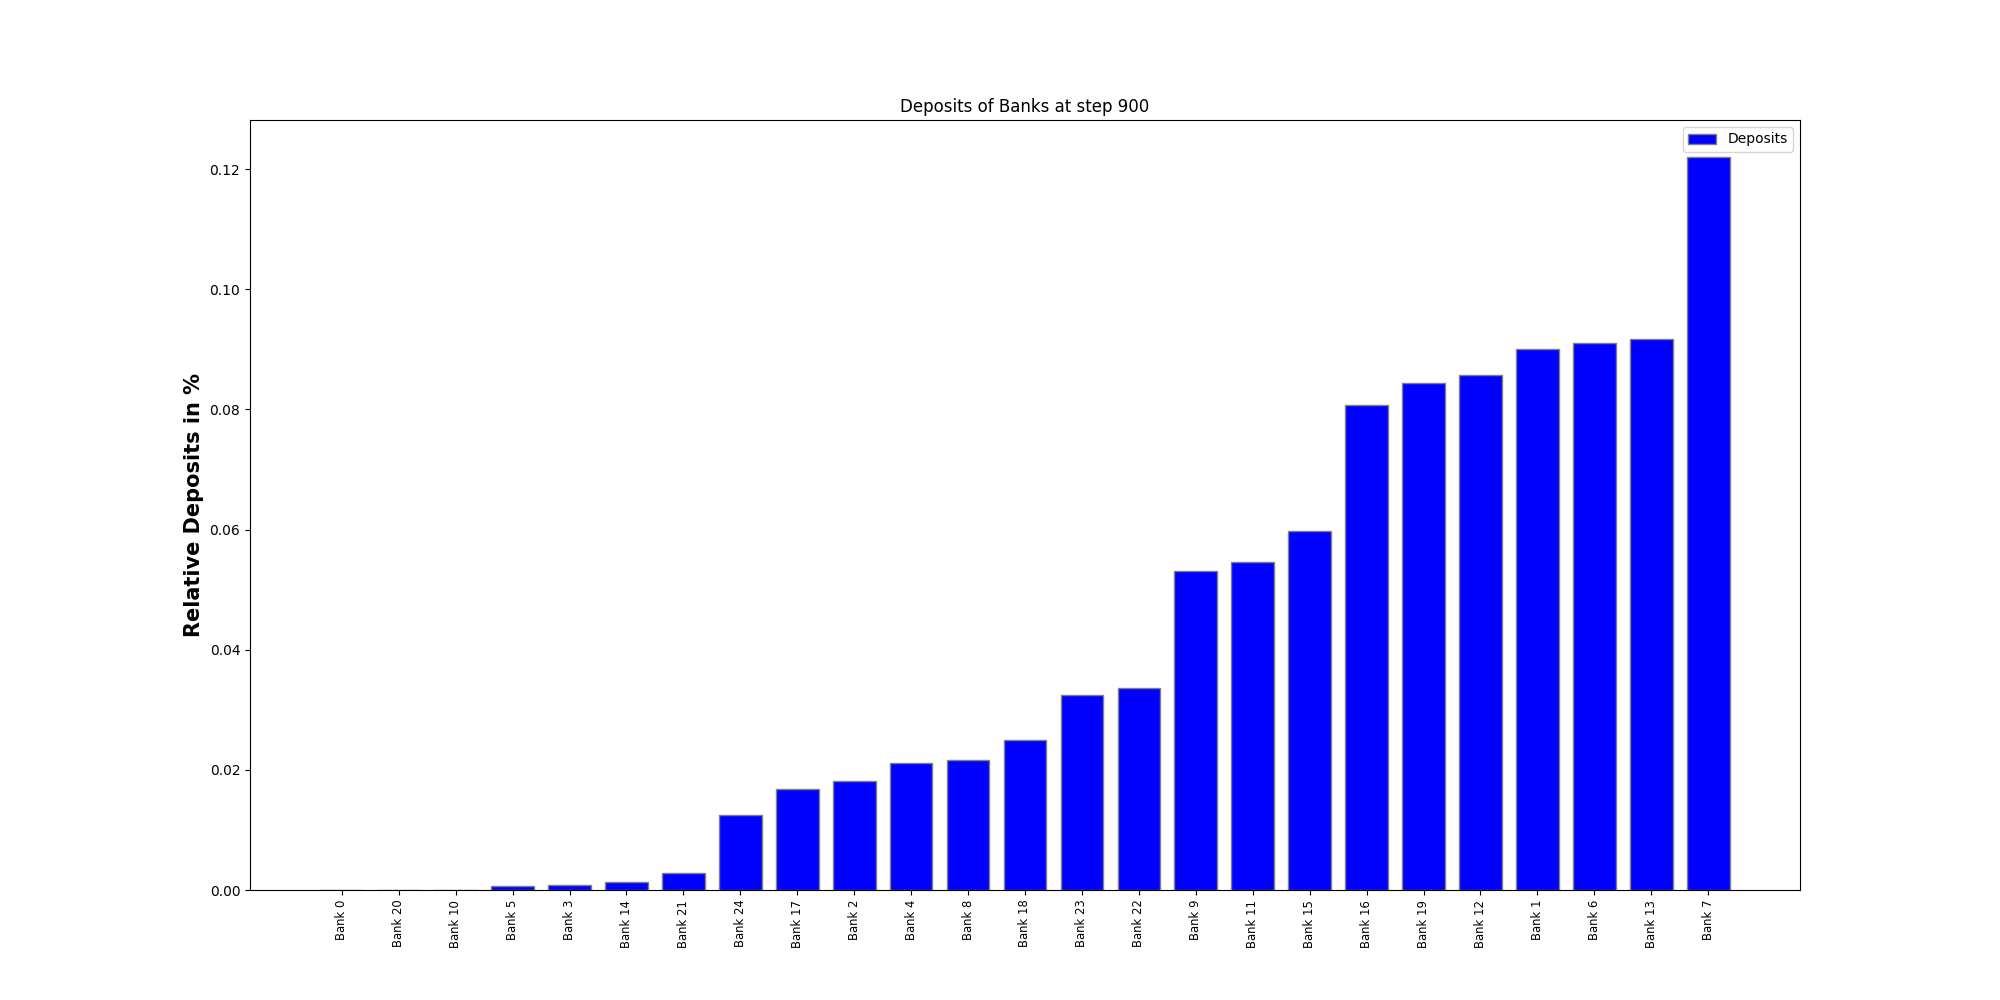 Deposits of Banks at step 900
Deposits
Relative Deposits in %
0.12
0.10
0.08
0.06
0.04
0.02
0.00
Bank 0
Bank 20
Bank 10
Bank 5
Bank 3
Bank 14
Bank 21
Bank 24
Bank 17
Bank 2
Bank 4
Bank 8
Bank 18
Bank 23
Bank 22
Bank 9
Bank 11
Bank 15
Bank 16
Bank 19
Bank 12
Bank 1
Bank 6
Bank 13
Bank 7